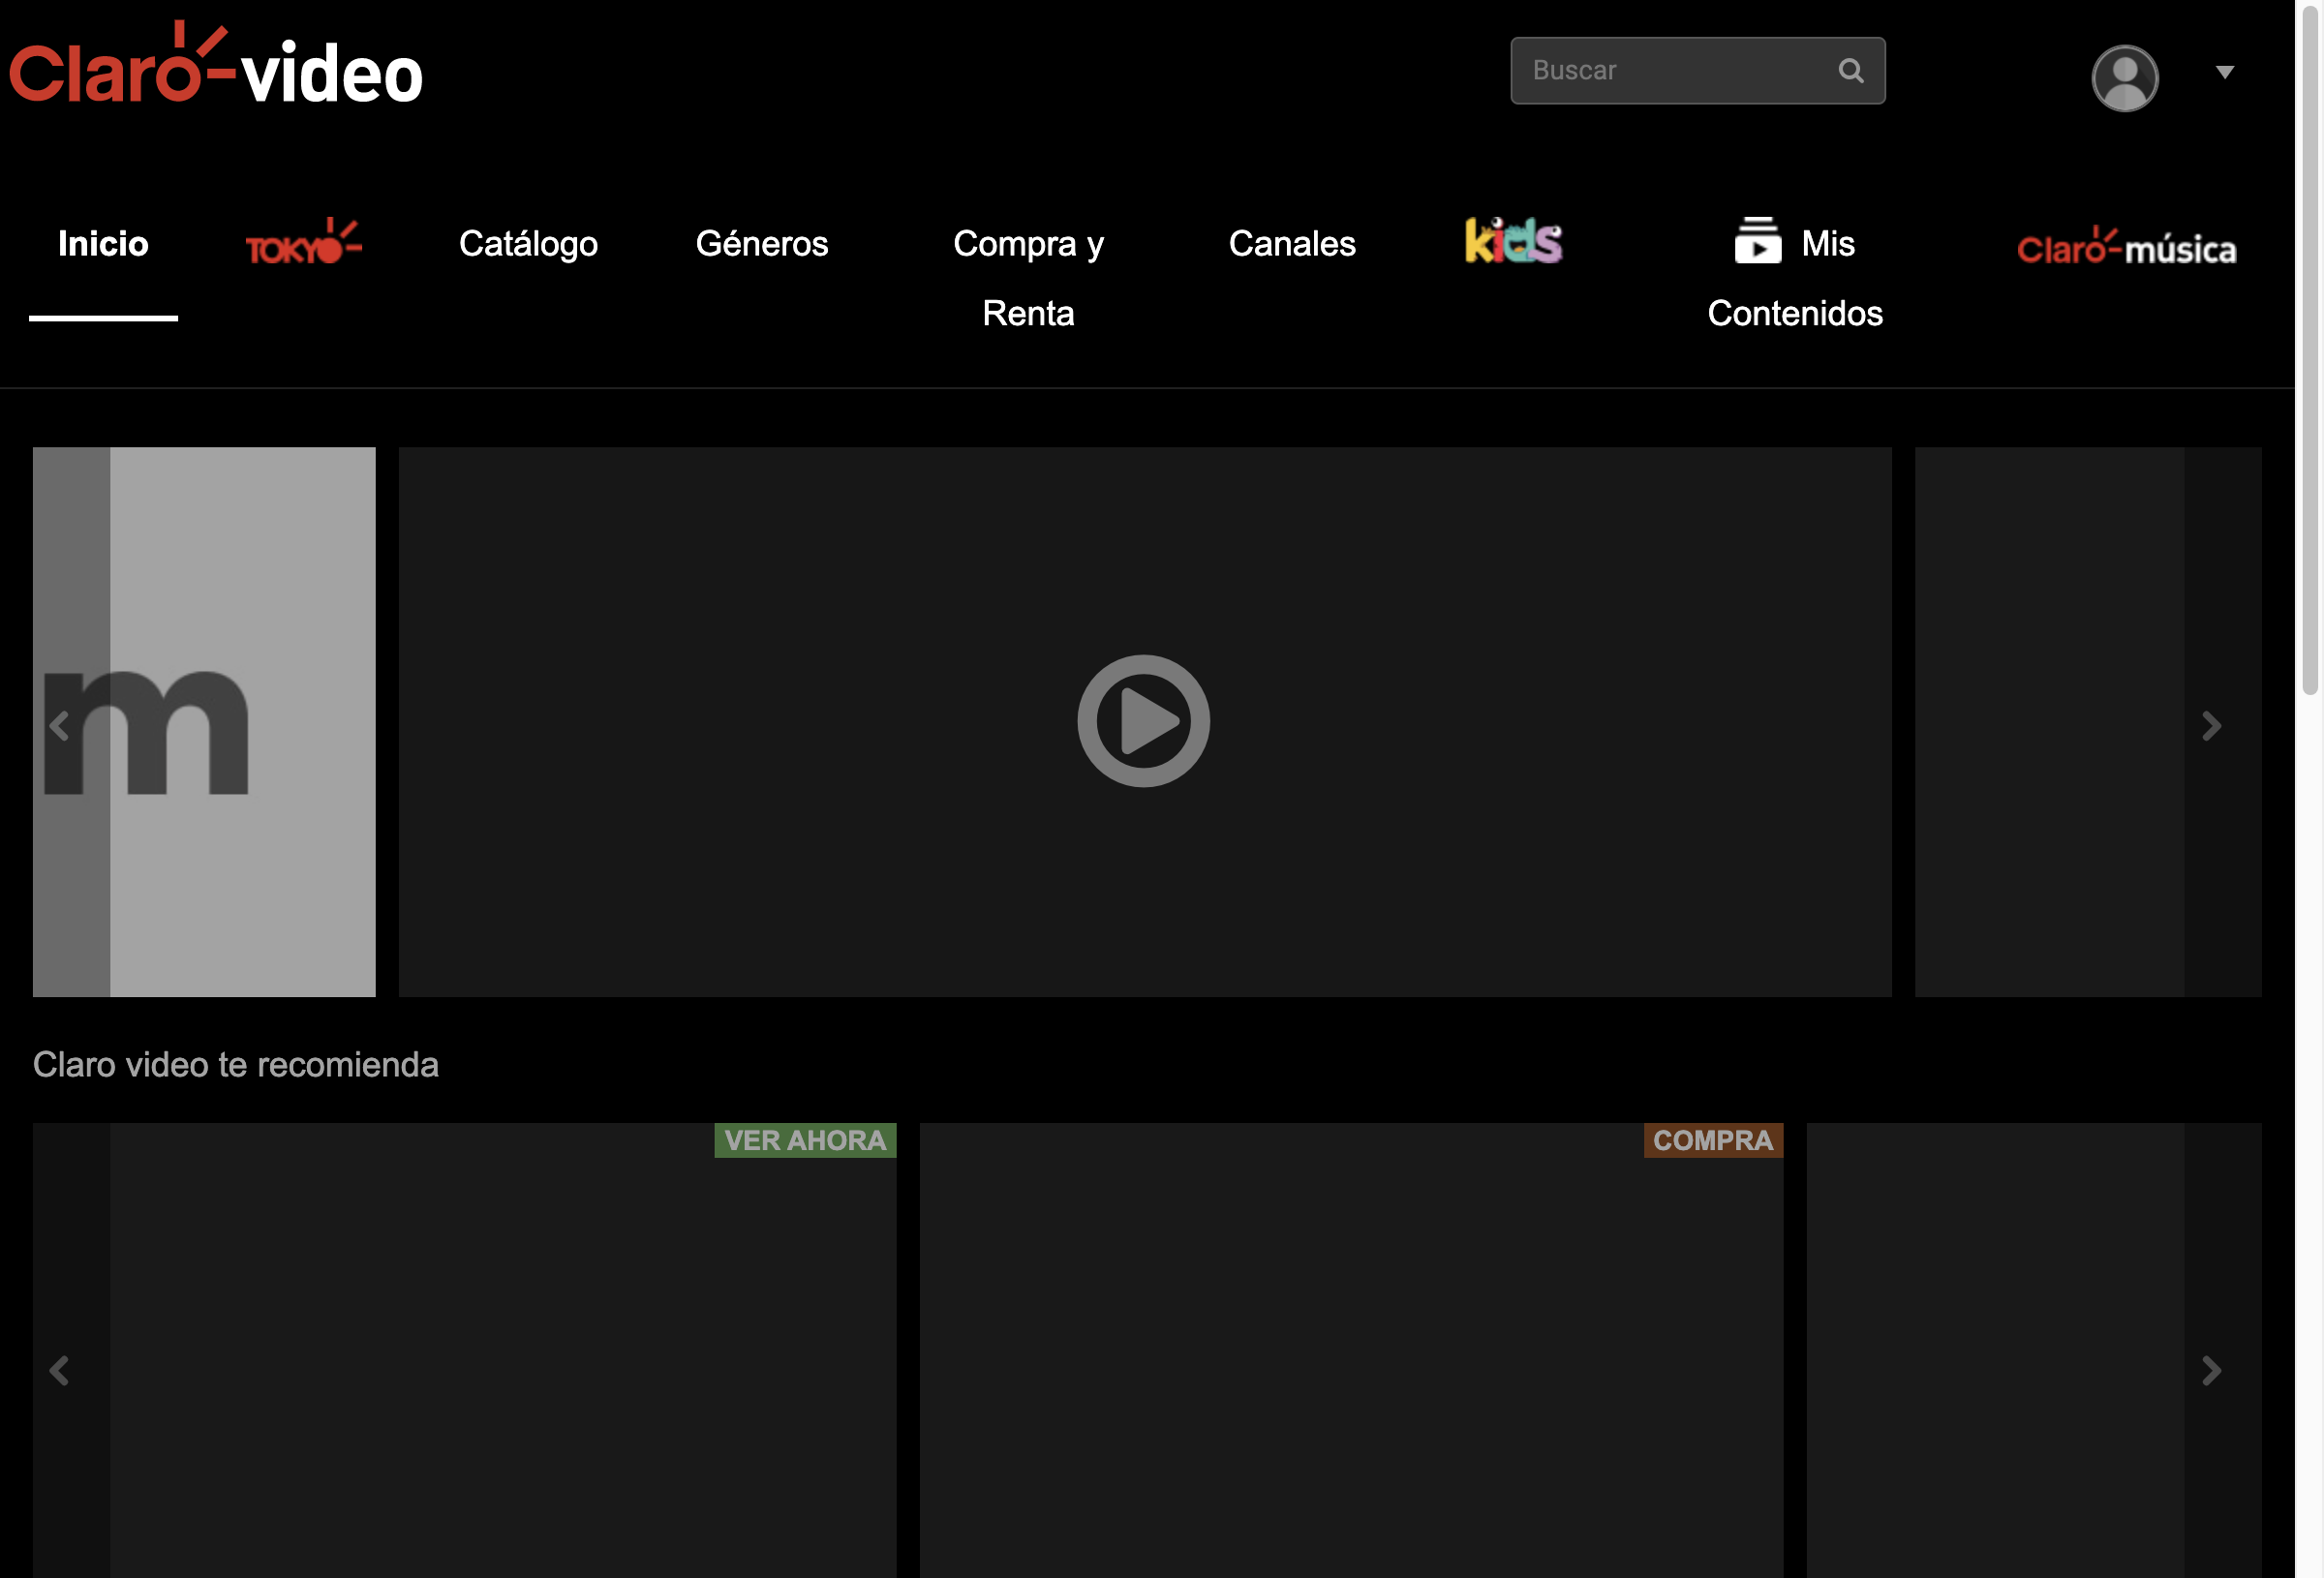 Claro-video
Buscar
Inicio
TOKYO
Catálogo
Géneros
Compra y
Renta
Canales
kids
Mis
Contenidos
Claro-música
m
Claro video te recomienda
VER AHORA
COMPRA